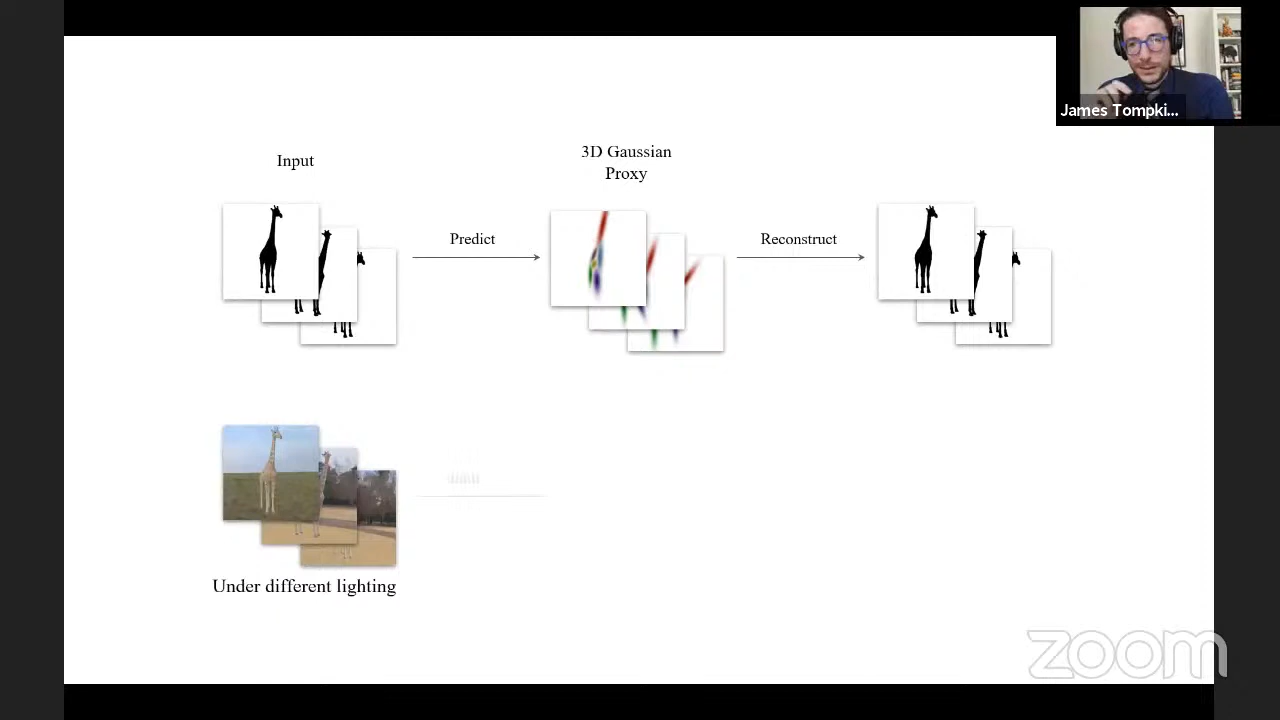 James Tompki...
Input
3D Gaussian
Proxy
Predict
Reconstruct
Under different lighting
zoom